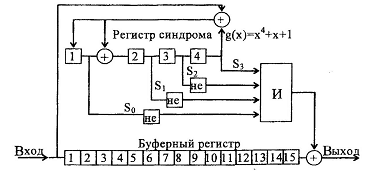 Регистр синдрома
g(x)=x⁴+x+1
1 + 2 3 4 +
S₃
S₂
не
S₁
не
S₀
не
И
Вход
Буферный регистр
Выход
1 2 3 4 5 6 7 8 9 10 11 12 13 14 15 +